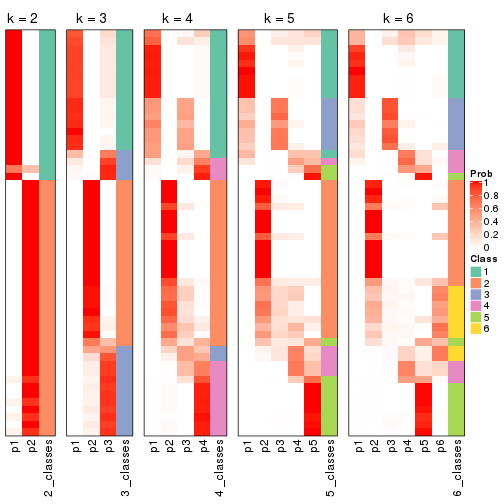 k = 2
k = 3
k = 4
k = 5
k = 6
p1
p2
2_classes
p1
p2
p3
3_classes
p1
p2
p3
p4
4_classes
p1
p2
p3
p4
p5
5_classes
p1
p2
p3
p4
p5
p6
6_classes
Prob
1
0.8
0.6
0.4
0.2
0
Class
1
2
3
4
5
6